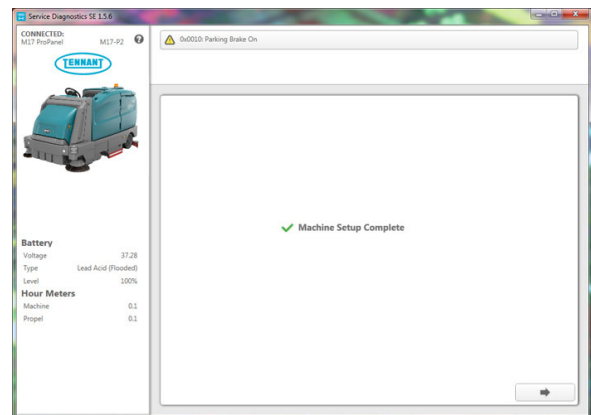 Service Diagnostics SE 1.5.6
CONNECTED:
M17 ProPanel M17-P2
TENNANT
0x0010: Parking Brake On
Machine Setup Complete
Battery
Voltage 37.28
Type Lead Acid (Flooded)
Level 100%
Hour Meters
Machine 0.1
Propel 0.1